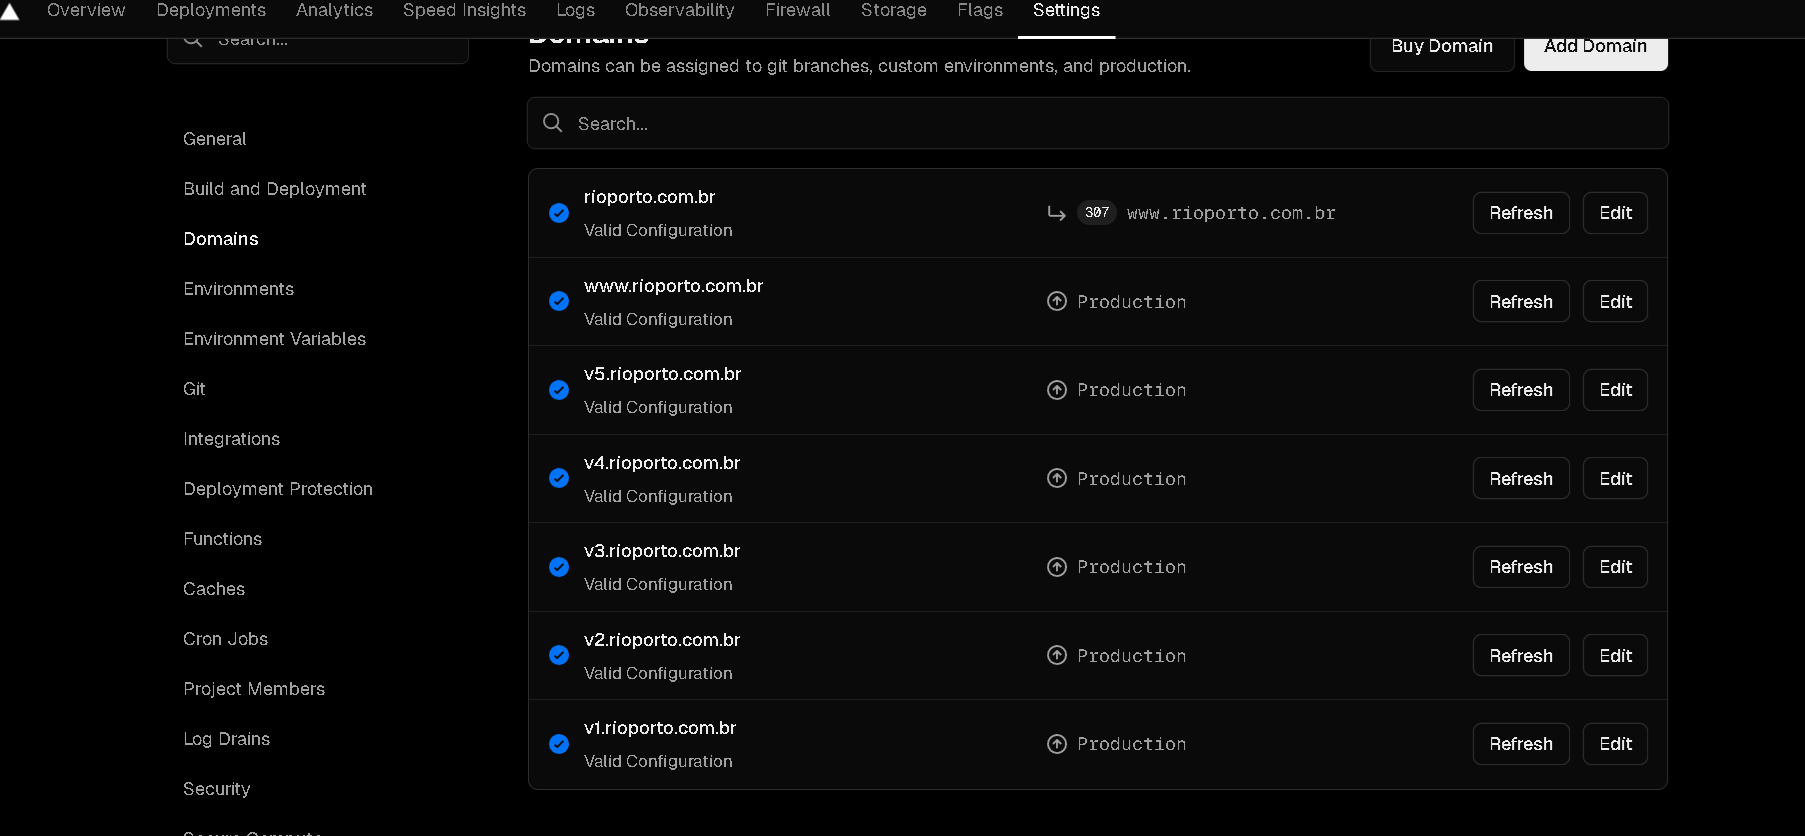 Overview Deployments Analytics Speed Insights Logs Observability Firewall Storage Flags Settings
Search...
Domains
Buy Domain
Add Domain
Domains can be assigned to git branches, custom environments, and production.
Search...
General
Build and Deployment
Domains
Environments
Environment Variables
Git
Integrations
Deployment Protection
Functions
Caches
Cron Jobs
Project Members
Log Drains
Security
Secure Compute
rioporto.com.br
Valid Configuration
307 www.rioporto.com.br
Refresh Edit
www.rioporto.com.br
Valid Configuration
Production
Refresh Edit
v5.rioporto.com.br
Valid Configuration
Production
Refresh Edit
v4.rioporto.com.br
Valid Configuration
Production
Refresh Edit
v3.rioporto.com.br
Valid Configuration
Production
Refresh Edit
v2.rioporto.com.br
Valid Configuration
Production
Refresh Edit
v1.rioporto.com.br
Valid Configuration
Production
Refresh Edit